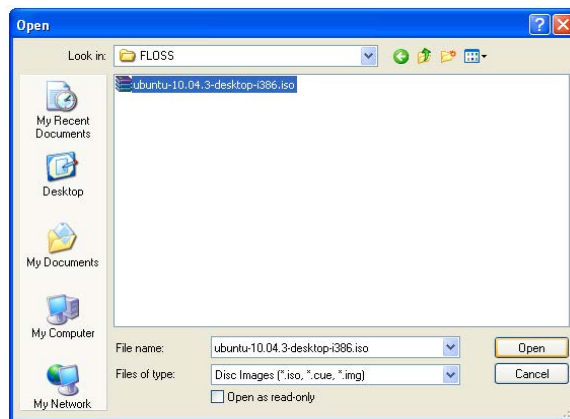 Open
Look in: FLOSS
ubuntu-10.04.3-desktop-i386.iso
My Recent
Documents
Desktop
My Documents
My Computer
My Network
File name: ubuntu-10.04.3-desktop-i386.iso Open
Files of type: Disc Images (*.iso, *.cue, *.img) Cancel
Open as read-only